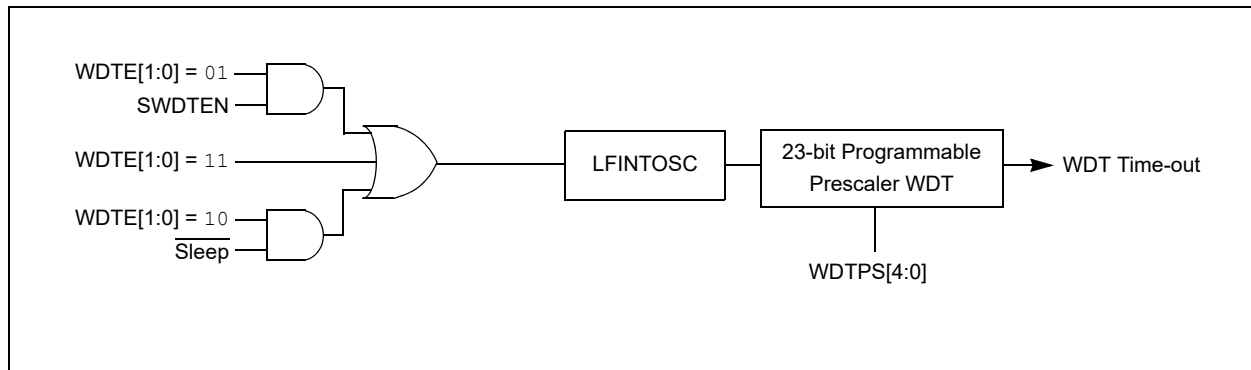 WDTE[1:0] = 01
SWDTEN
WDTE[1:0] = 11
WDTE[1:0] = 10
Sleep
LFINTOSC
23-bit Programmable
Prescaler WDT
WDT Time-out
WDTPS[4:0]